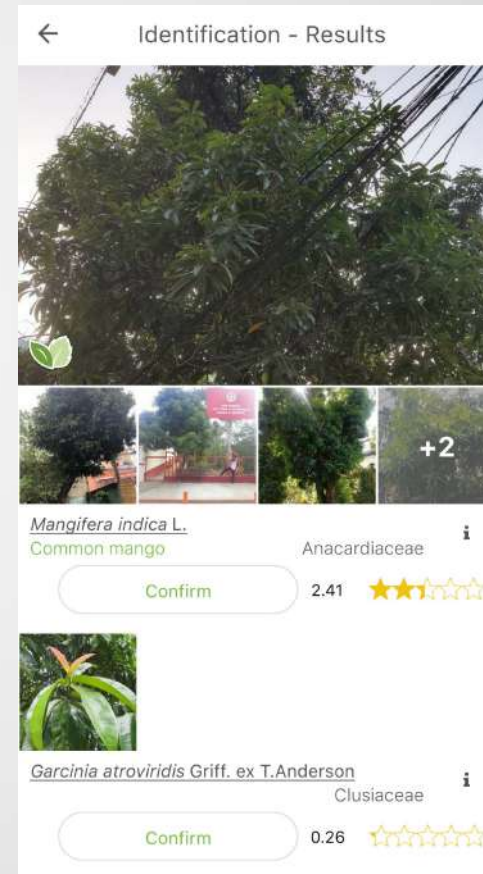 Identification - Results
+2
Mangifera indica L.
Common mango
Anacardiaceae
Confirm
2.41
Garcinia atroviridis Griff. ex T.Anderson
Clusiaceae
Confirm
0.26